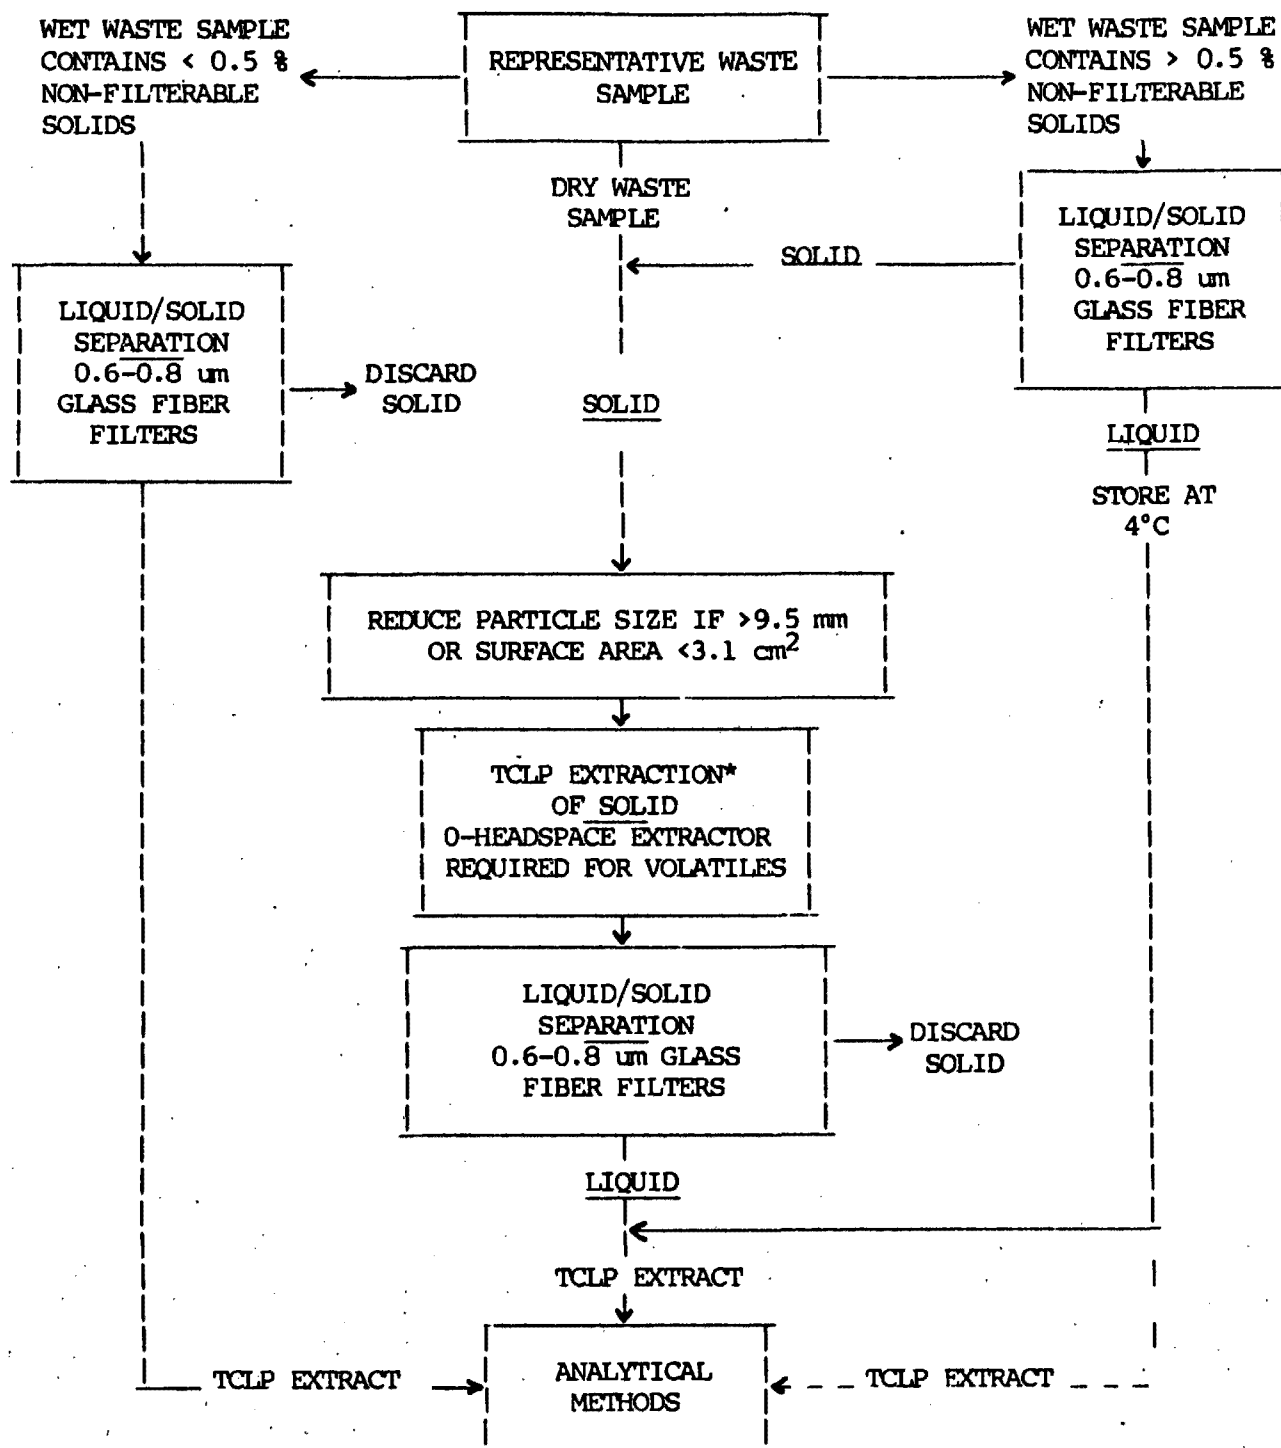 WET WASTE SAMPLE
CONTAINS < 0.5 %
NON-FILTERABLE
SOLIDS
REPRESENTATIVE WASTE
SAMPLE
WET WASTE SAMPLE
CONTAINS > 0.5 %
NON-FILTERABLE
SOLIDS
DRY WASTE
SAMPLE
LIQUID/SOLID
SEPARATION
0.6-0.8 um
GLASS FIBER
FILTERS
SOLID
LIQUID/SOLID
SEPARATION
0.6-0.8 um
GLASS FIBER
FILTERS
DISCARD
SOLID
SOLID
LIQUID
STORE AT
4°C
REDUCE PARTICLE SIZE IF >9.5 mm
OR SURFACE AREA <3.1 cm2
TCLP EXTRACTION*
OF SOLID
0-HEADSPACE EXTRACTOR
REQUIRED FOR VOLATILES
LIQUID/SOLID
SEPARATION
0.6-0.8 um GLASS
FIBER FILTERS
DISCARD
SOLID
LIQUID
TCLP EXTRACT
TCLP EXTRACT
ANALYTICAL
METHODS
TCLP EXTRACT